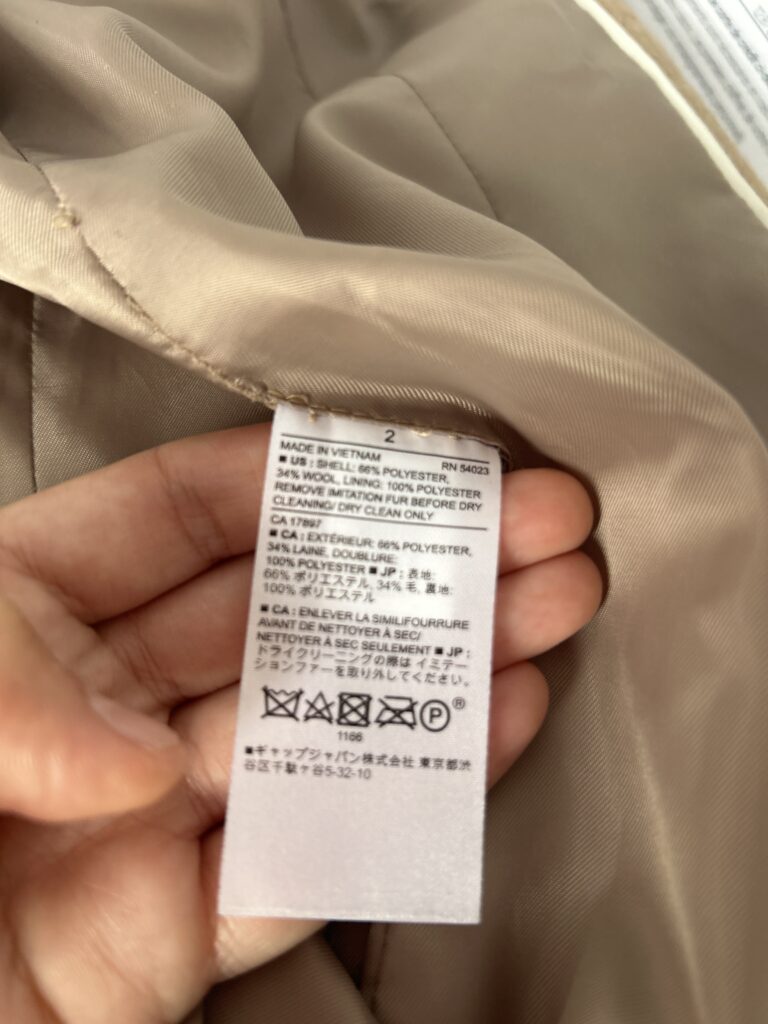 2
MADE IN VIETNAM RN 54023
■ US : SHELL: 66% POLYESTER,
34% WOOL, LINING: 100% POLYESTER
REMOVE IMITATION FUR BEFORE DRY
CLEANING/ DRY CLEAN ONLY
CA 17897
■ CA : EXTÉRIEUR: 66% POLYESTER,
34% LAINE, DOUBLURE:
100% POLYESTER ■ JP : 表地:
66% ポリエステル, 34% 毛, 裏地:
100% ポリエステル
■ CA : ENLEVER LA SIMILIFOURRURE
AVANT DE NETTOYER À SEC/
NETTOYER À SEC SEULEMENT ■ JP :
ドライクリーニングの際は イミテー
ションファーを取り外してください。
P ®
1166
■ギャップジャパン株式会社 東京都渋
谷区千駄ヶ谷5-32-10